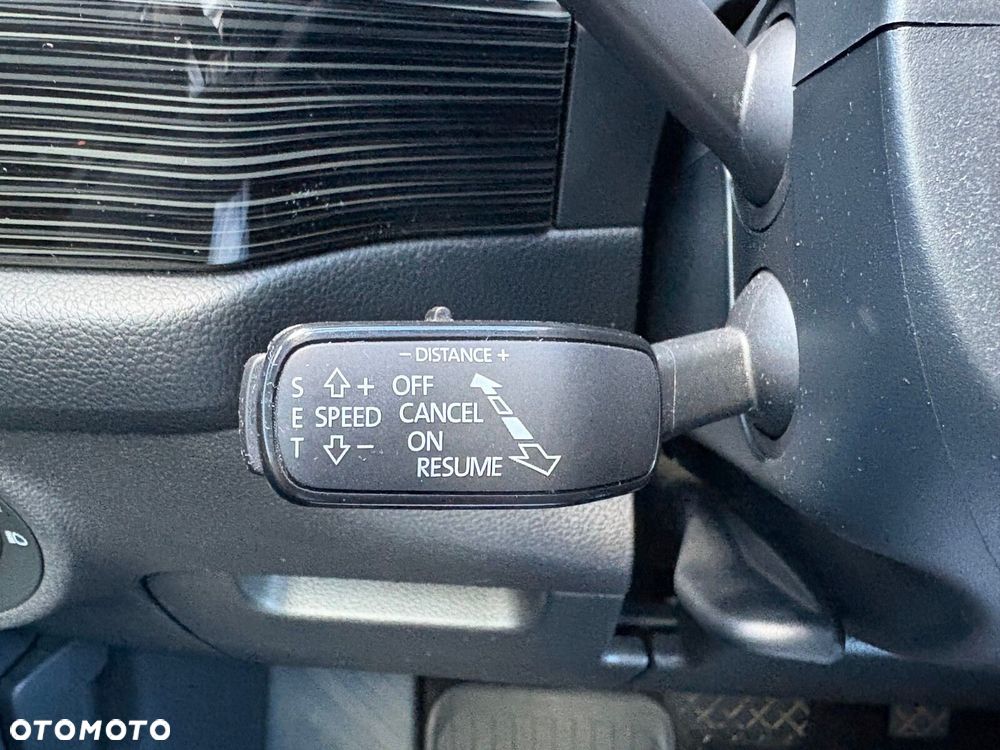 – DISTANCE +
S + OFF
E SPEED CANCEL
T – ON
RESUME
OTOMOTO